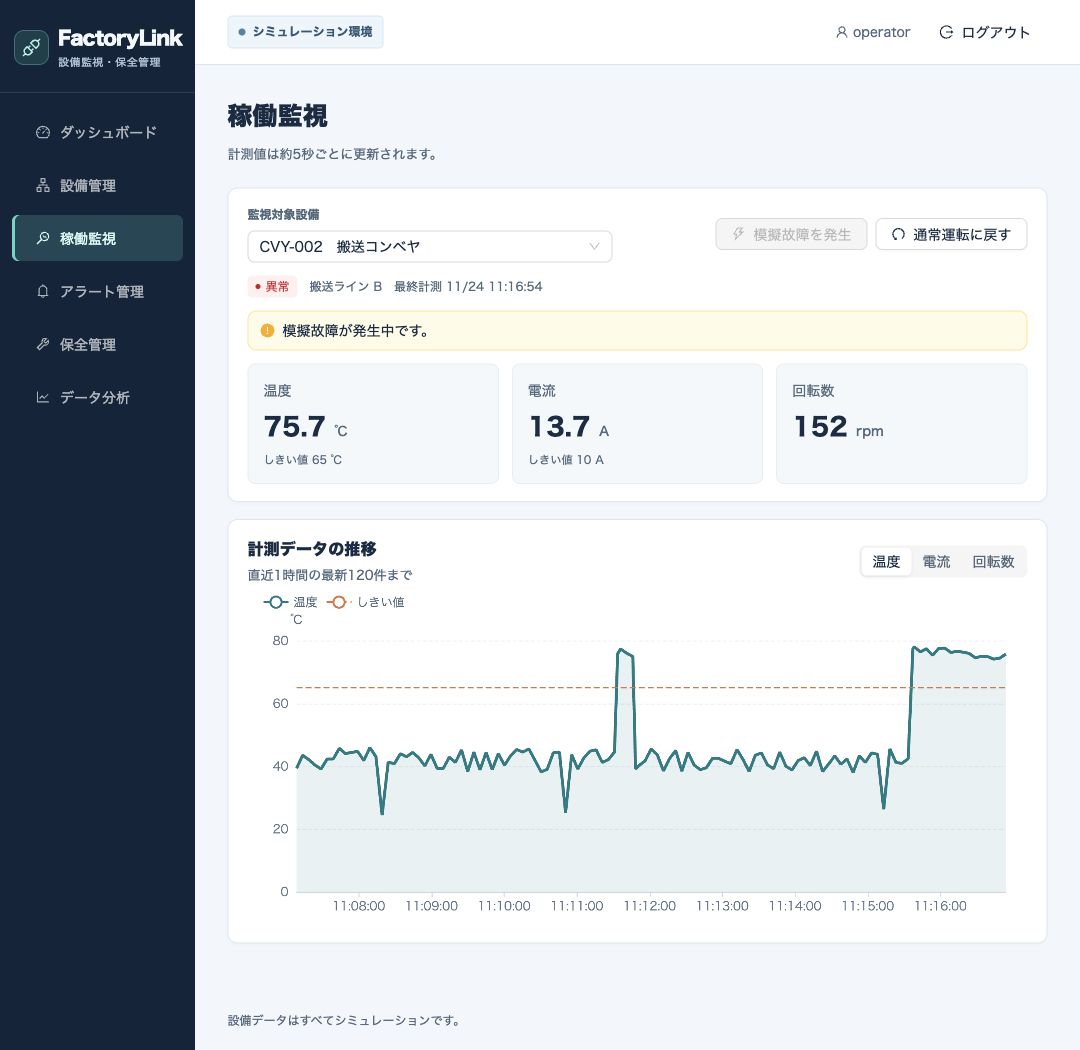 FactoryLink
設備監視・保全管理
ダッシュボード
設備管理
稼働監視
アラート管理
保全管理
データ分析
シミュレーション環境
operator
ログアウト
稼働監視
計測値は約5秒ごとに更新されます。
監視対象設備
CVY-002 搬送コンベヤ
模擬故障を発生
通常運転に戻す
異常 搬送ライン B 最終計測 11/24 11:16:54
模擬故障が発生中です。
温度
75.7 ℃
しきい値 65 ℃
電流
13.7 A
しきい値 10 A
回転数
152 rpm
計測データの推移
直近1時間の最新120件まで
温度 電流 回転数
温度 しきい値
℃
80
60
40
20
0
11:08:00 11:09:00 11:10:00 11:11:00 11:12:00 11:13:00 11:14:00 11:15:00 11:16:00
設備データはすべてシミュレーションです。